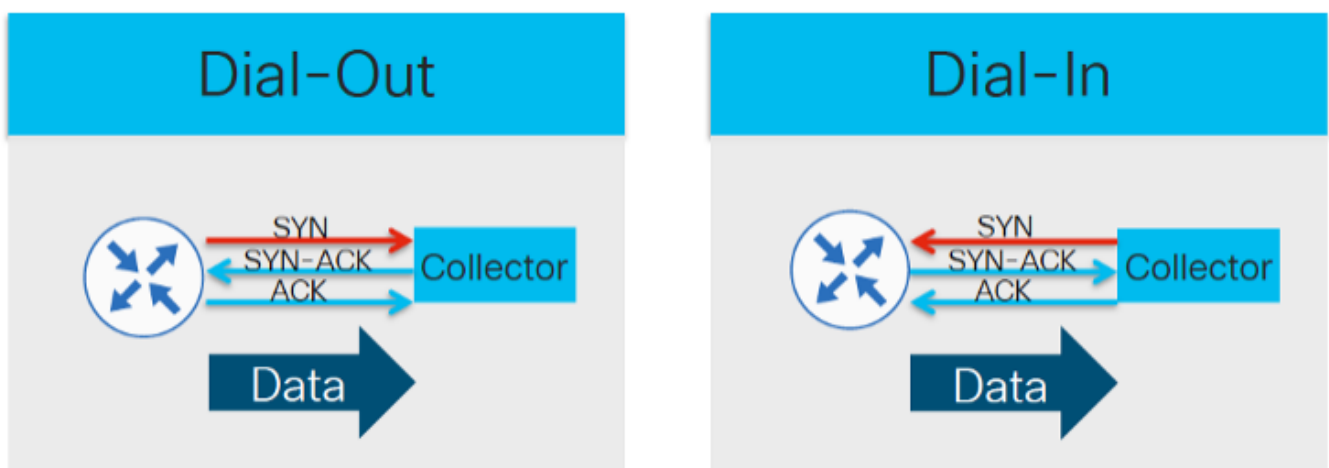 Dial-Out
SYN
SYN-ACK
ACK
Collector
Data
Dial-In
SYN
SYN-ACK
ACK
Collector
Data